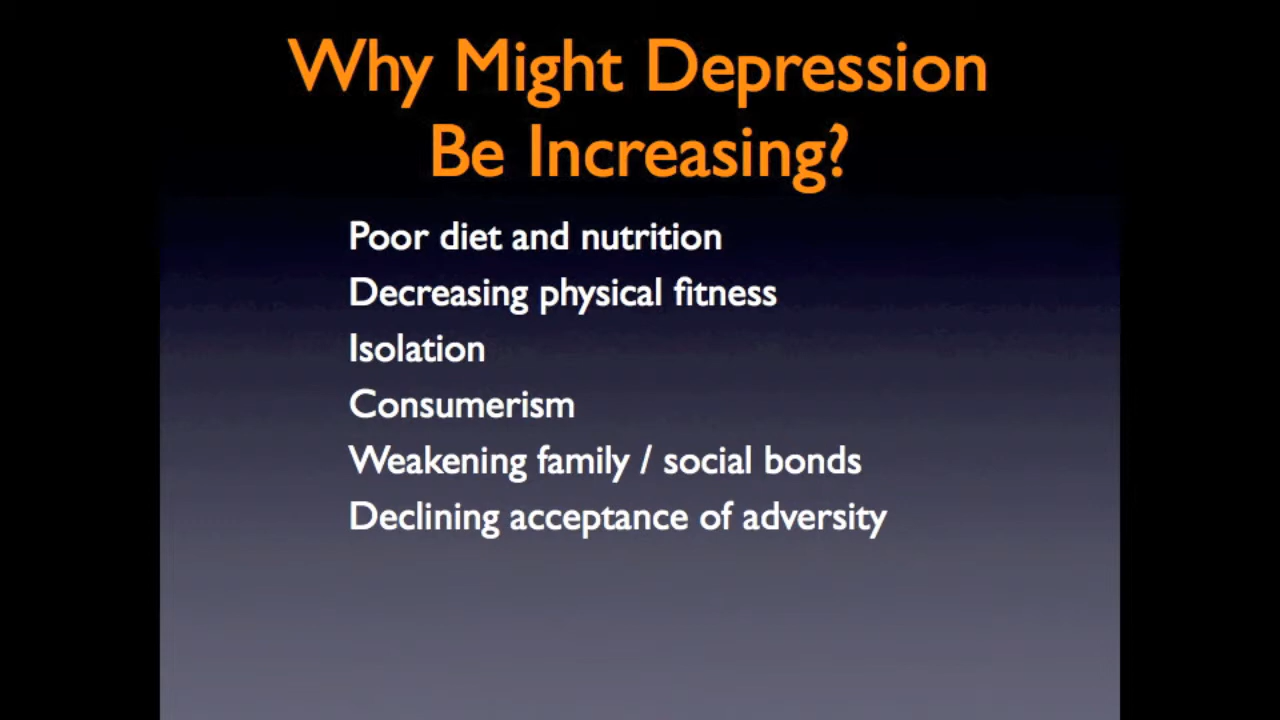 Why Might Depression
Be Increasing?
Poor diet and nutrition
Decreasing physical fitness
Isolation
Consumerism
Weakening family / social bonds
Declining acceptance of adversity